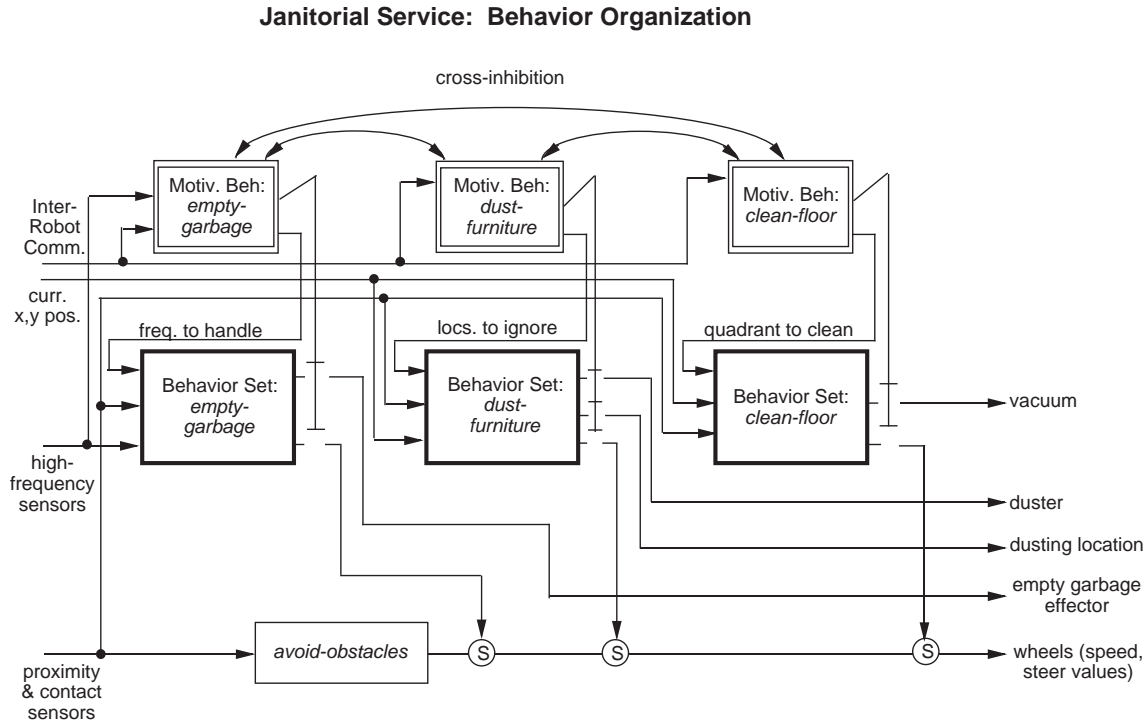 Janitorial Service:  Behavior Organization
cross-inhibition
Motiv. Beh:
empty-
garbage
Motiv. Beh:
dust-
furniture
Motiv. Beh:
clean-floor
Inter-
Robot
Comm.
curr.
x,y pos.
freq. to handle
locs. to ignore
quadrant to clean
Behavior Set:
empty-
garbage
Behavior Set:
dust-
furniture
Behavior Set:
clean-floor
vacuum
high-
frequency
sensors
duster
dusting location
empty garbage
effector
avoid-obstacles
S
S
S
wheels (speed,
steer values)
proximity
& contact
sensors